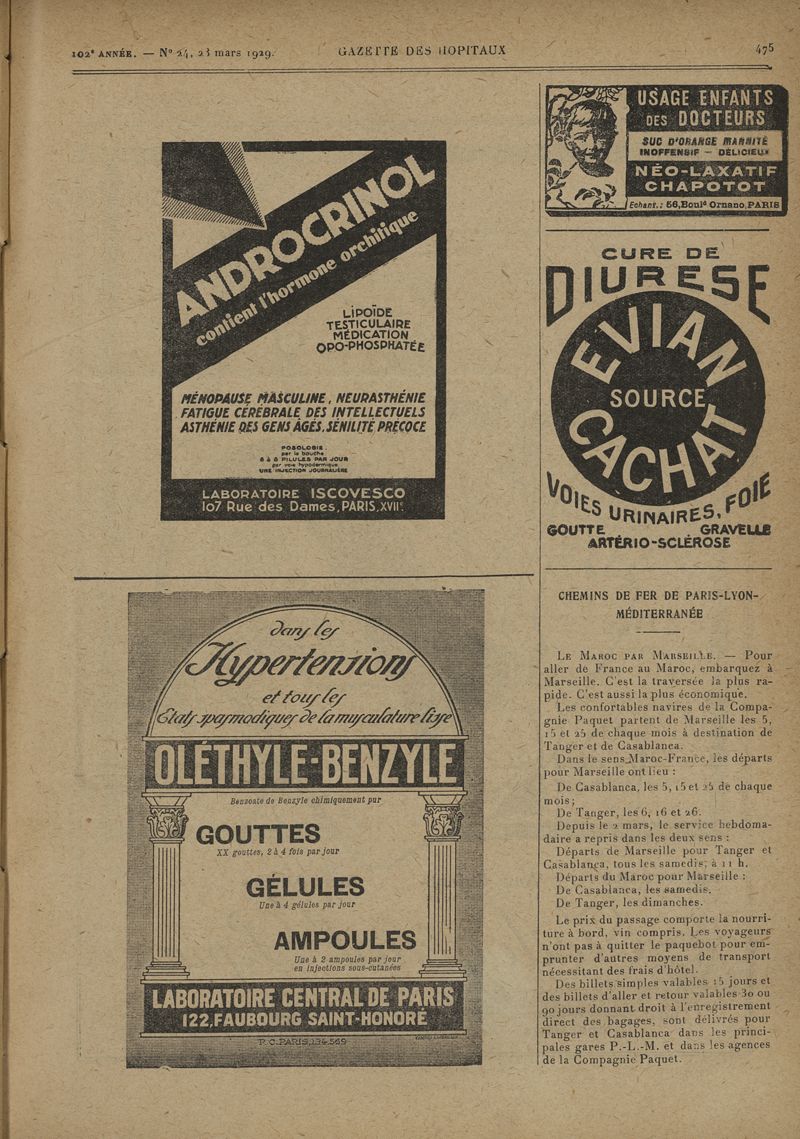 102e ANNÉE. — No 24, 23 mars 1929.
GAZETTE DES HOPITAUX
475
ANDROCRINOL
contient l'hormone orchitique
LIPOÏDE
TESTICULAIRE
MÉDICATION
OPO-PHOSPHATÉE
MÉNOPAUSE MASCULINE, NEURASTHÉNIE
FATIGUE CÉRÉBRALE DES INTELLECTUELS
ASTHÉNIE DES GENS AGÉS, SÉNILITÉ PRÉCOCE
POSOLOGIE
par la bouche
6 à 8 PILULES PAR JOUR
par voie hypodermique
UNE INJECTION JOURNALIÈRE
LABORATOIRE ISCOVESCO
107 Rue des Dames, PARIS, XVIIe
dans les
Hypertensions
et tous les
États spasmodiques de la musculature lisse
OLÉTHYLE-BENZYLE
Benzoate de Benzyle chimiquement pur
GOUTTES
XX gouttes, 2 à 4 fois par jour
GÉLULES
Une à 4 gélules par jour
AMPOULES
Une à 2 ampoules par jour
en injections sous-cutanées
LABORATOIRE CENTRAL DE PARIS
122, FAUBOURG SAINT-HONORÉ
R.C. PARIS, 134-569
USAGE ENFANTS
DES DOCTEURS
SUC D'ORANGE MANNITÉ
INOFFENSIF — DÉLICIEUX
NÉO-LAXATIF
CHAPOTOT
Echant.: 56, Bould Ornano, PARIS
CURE DE
DIURESE
EVIAN
SOURCE
CACHAT
VOIES URINAIRES, FOIE
GOUTTE GRAVELLE
ARTÉRIO-SCLÉROSE
CHEMINS DE FER DE PARIS-LYON-
MÉDITERRANÉE
LE MAROC PAR MARSEILLE. — Pour
aller de France au Maroc, embarquez à
Marseille. C'est la traversée la plus ra-
pide. C'est aussi la plus économique.
Les confortables navires de la Compa-
gnie Paquet partent de Marseille les 5,
15 et 25 de chaque mois à destination de
Tanger et de Casablanca.
Dans le sens Maroc-France, les départs
pour Marseille ont lieu :
De Casablanca, les 5, 15 et 25 de chaque
mois ;
De Tanger, les 6, 16 et 26.
Depuis le 2 mars, le service hebdoma-
daire a repris dans les deux sens :
Départs de Marseille pour Tanger et
Casablanca, tous les samedis, à 11 h.
Départs du Maroc pour Marseille :
De Casablanca, les samedis.
De Tanger, les dimanches.
Le prix du passage comporte la nourri-
ture à bord, vin compris. Les voyageurs
n'ont pas à quitter le paquebot pour em-
prunter d'autres moyens de transport
nécessitant des frais d'hôtel.
Des billets simples valables 15 jours et
des billets d'aller et retour valables 30 ou
90 jours donnant droit à l'enregistrement
direct des bagages, sont délivrés pour
Tanger et Casablanca dans les princi-
pales gares P.-L.-M. et dans les agences
de la Compagnie Paquet.